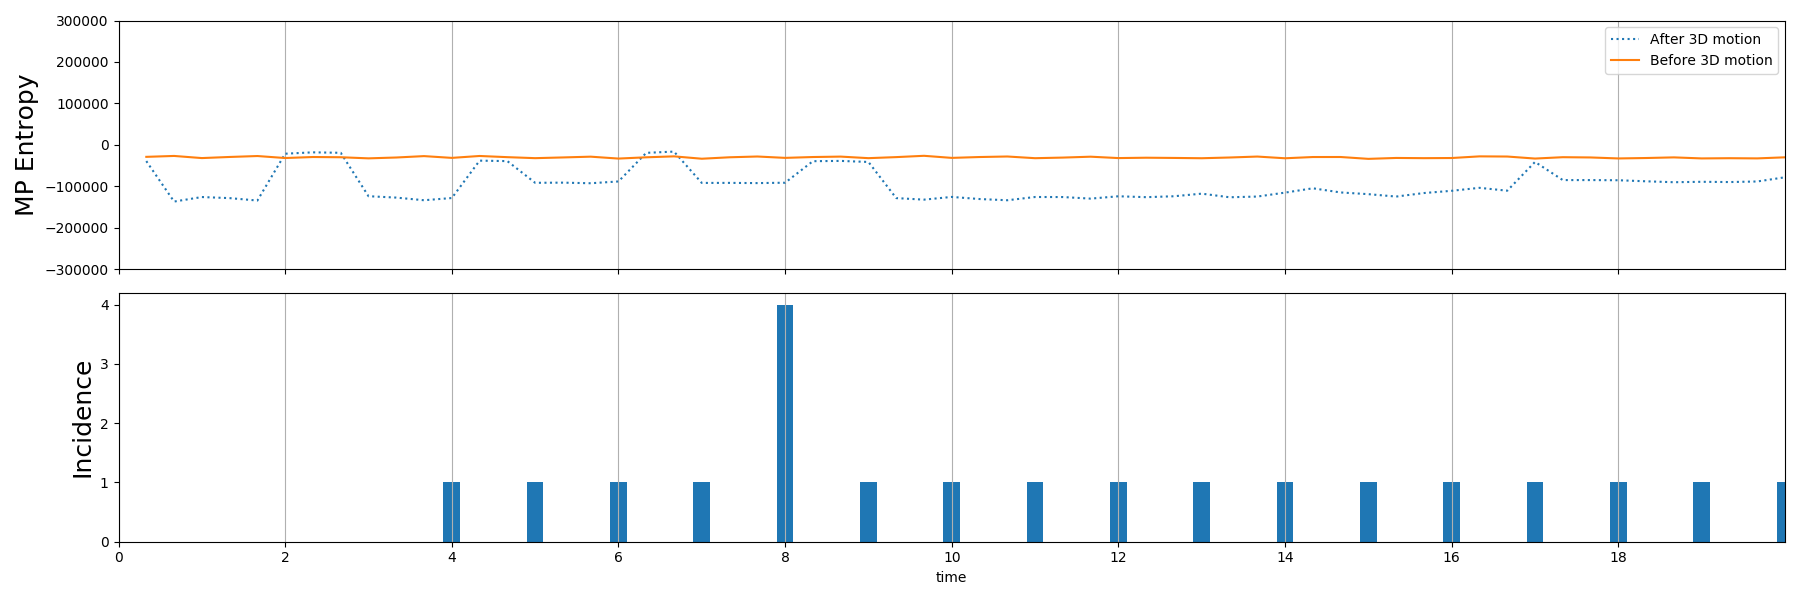 MP Entropy
300000
200000
100000
0
−100000
−200000
−300000
After 3D motion
Before 3D motion
Incidence
4
3
2
1
0
0 2 4 6 8 10 12 14 16 18
time